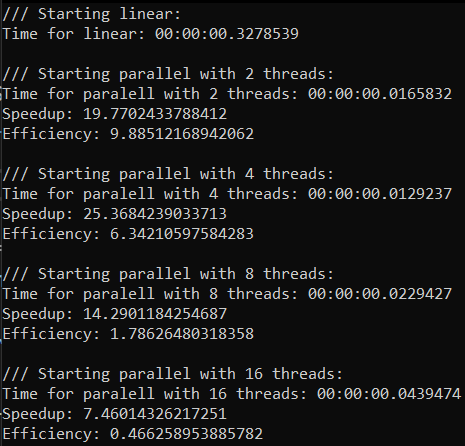 /// Starting linear:
Time for linear: 00:00:00.3278539
/// Starting parallel with 2 threads:
Time for paralell with 2 threads: 00:00:00.0165832
Speedup: 19.7702433788412
Efficiency: 9.88512168942062
/// Starting parallel with 4 threads:
Time for paralell with 4 threads: 00:00:00.0129237
Speedup: 25.3684239033713
Efficiency: 6.34210597584283
/// Starting parallel with 8 threads:
Time for paralell with 8 threads: 00:00:00.0229427
Speedup: 14.2901184254687
Efficiency: 1.78626480318358
/// Starting parallel with 16 threads:
Time for paralell with 16 threads: 00:00:00.0439474
Speedup: 7.46014326217251
Efficiency: 0.466258953885782